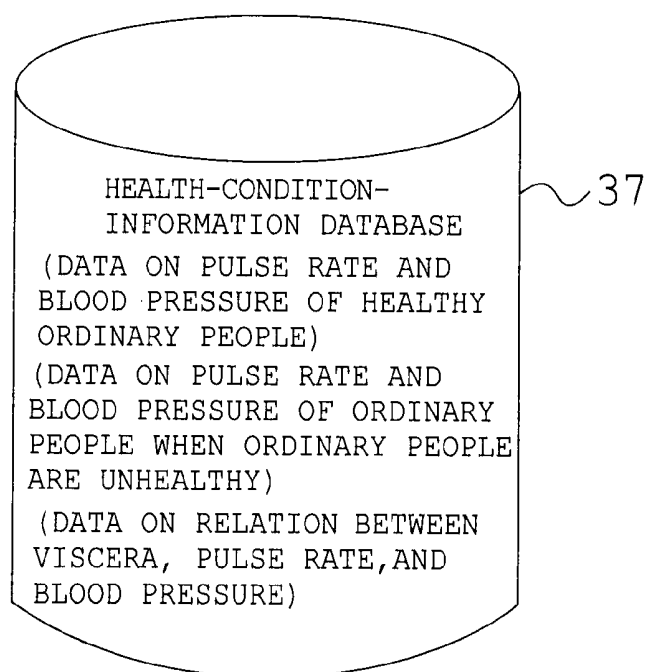 HEALTH-CONDITION-
INFORMATION DATABASE
(DATA ON PULSE RATE AND
BLOOD PRESSURE OF HEALTHY
ORDINARY PEOPLE)
(DATA ON PULSE RATE AND
BLOOD PRESSURE OF ORDINARY
PEOPLE WHEN ORDINARY PEOPLE
ARE UNHEALTHY)
(DATA ON RELATION BETWEEN
VISCERA, PULSE RATE,AND
BLOOD PRESSURE)
37